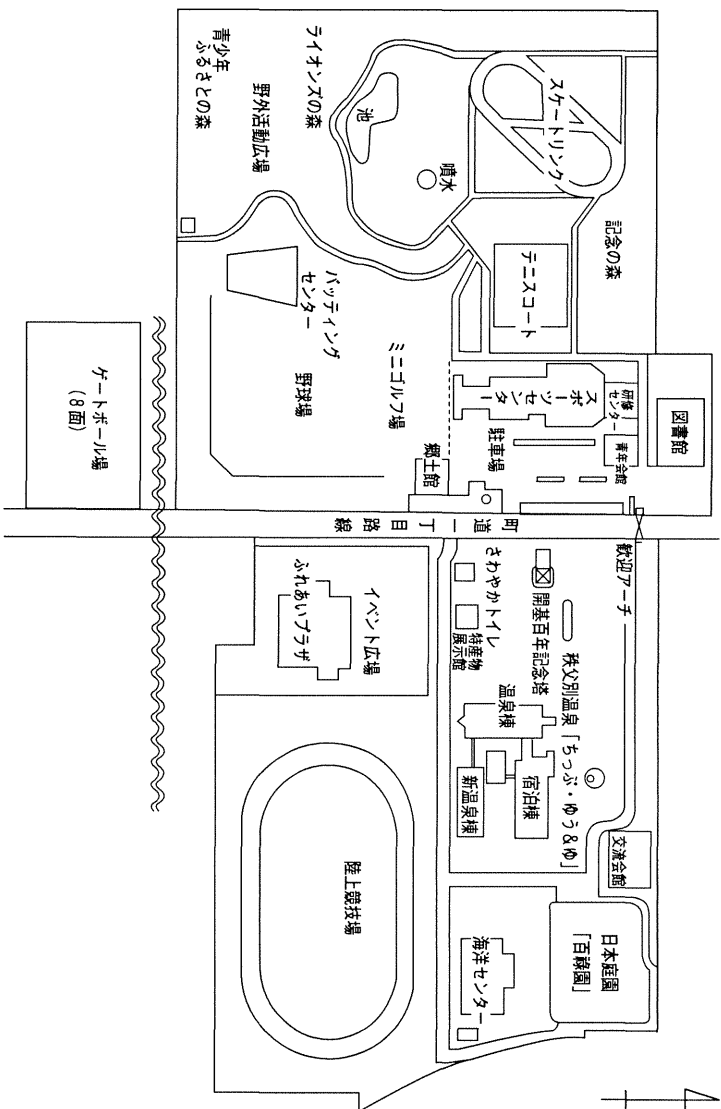 青少年
ふるさとの森
野外活動広場
ライオンズの森
池
噴水
スケートリンク
記念の森
テニスコート
バッティング
センター
野球場
ミニゴルフ場
スポーツセンター
研修
センター
青年会館
図書館
駐車場
郷土館
ゲートボール場
(8面)
町道一丁目路線
歓迎アーチ
さわやかトイレ
特産物
展示館
開基百年記念塔
秩父別温泉「ちっぷ・ゆう&ゆ」
温泉棟
宿泊棟
新温泉棟
イベント広場
ふれあいプラザ
交流会館
陸上競技場
海洋センター
日本庭園
「百祿園」